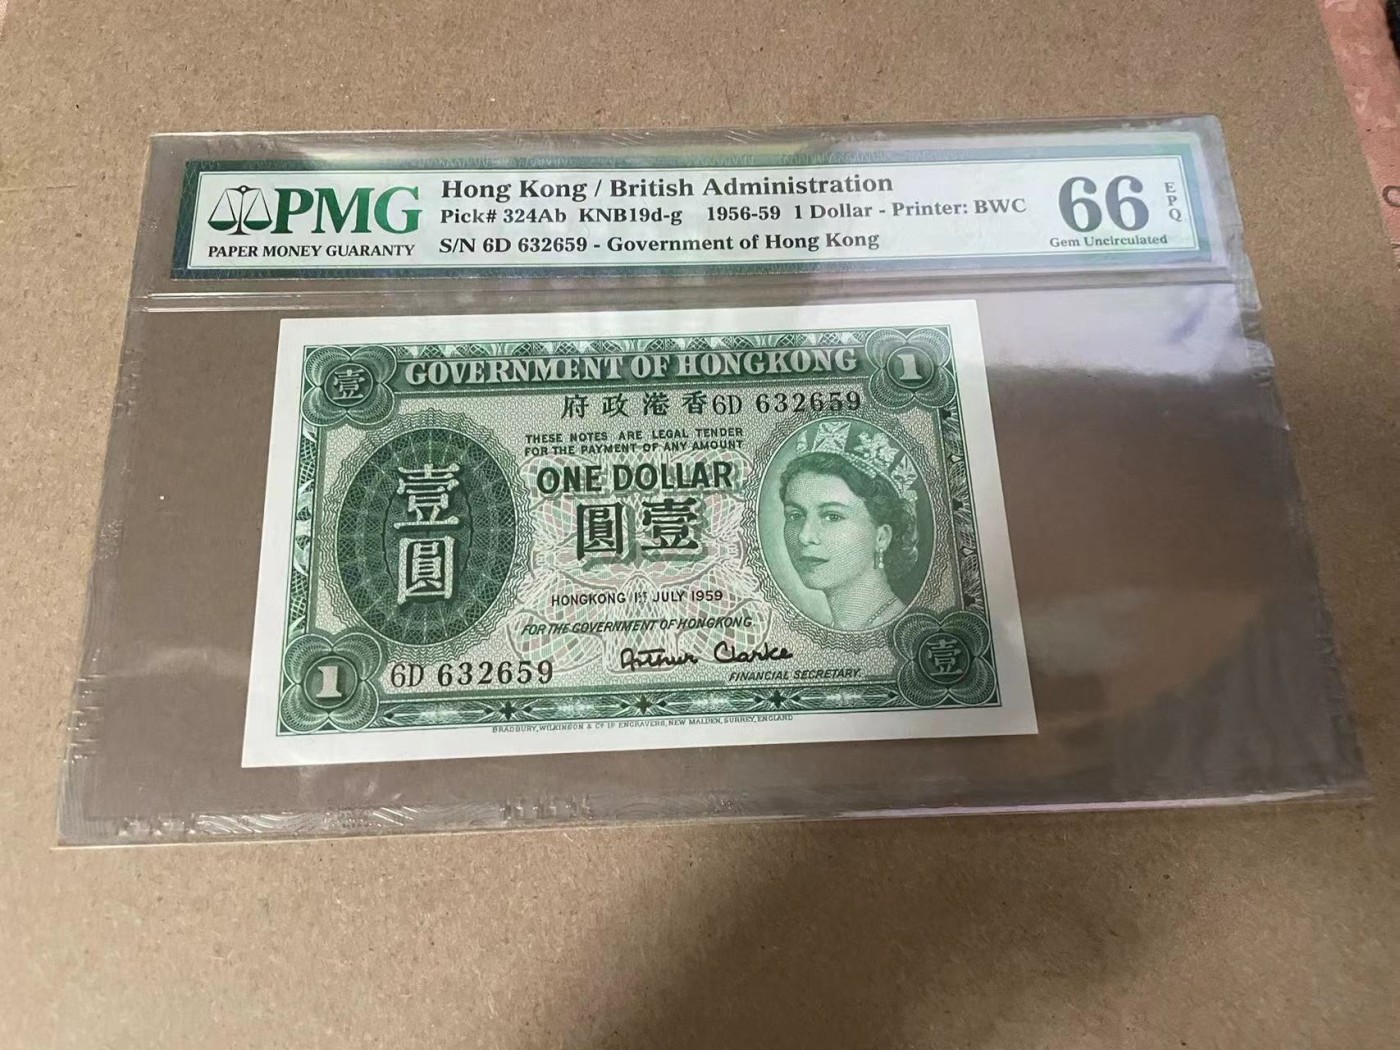 PMG
PAPER MONEY GUARANTY
Hong Kong / British Administration
Pick# 324Ab KNB19d-g 1956-59 1 Dollar - Printer: BWC
S/N 6D 632659 - Government of Hong Kong
66
EPQ
Gem Uncirculated
壹
GOVERNMENT OF HONGKONG
1
府政港香
6D 632659
THESE NOTES ARE LEGAL TENDER
FOR THE PAYMENT OF ANY AMOUNT
ONE DOLLAR
圓壹
壹
圓
HONGKONG 1ST JULY 1959
FOR THE GOVERNMENT OF HONGKONG
Arthur Clarke
FINANCIAL SECRETARY.
6D 632659
1
壹
BRADBURY, WILKINSON & Co. LD ENGRAVERS, NEW MALDEN, SURREY, ENGLAND